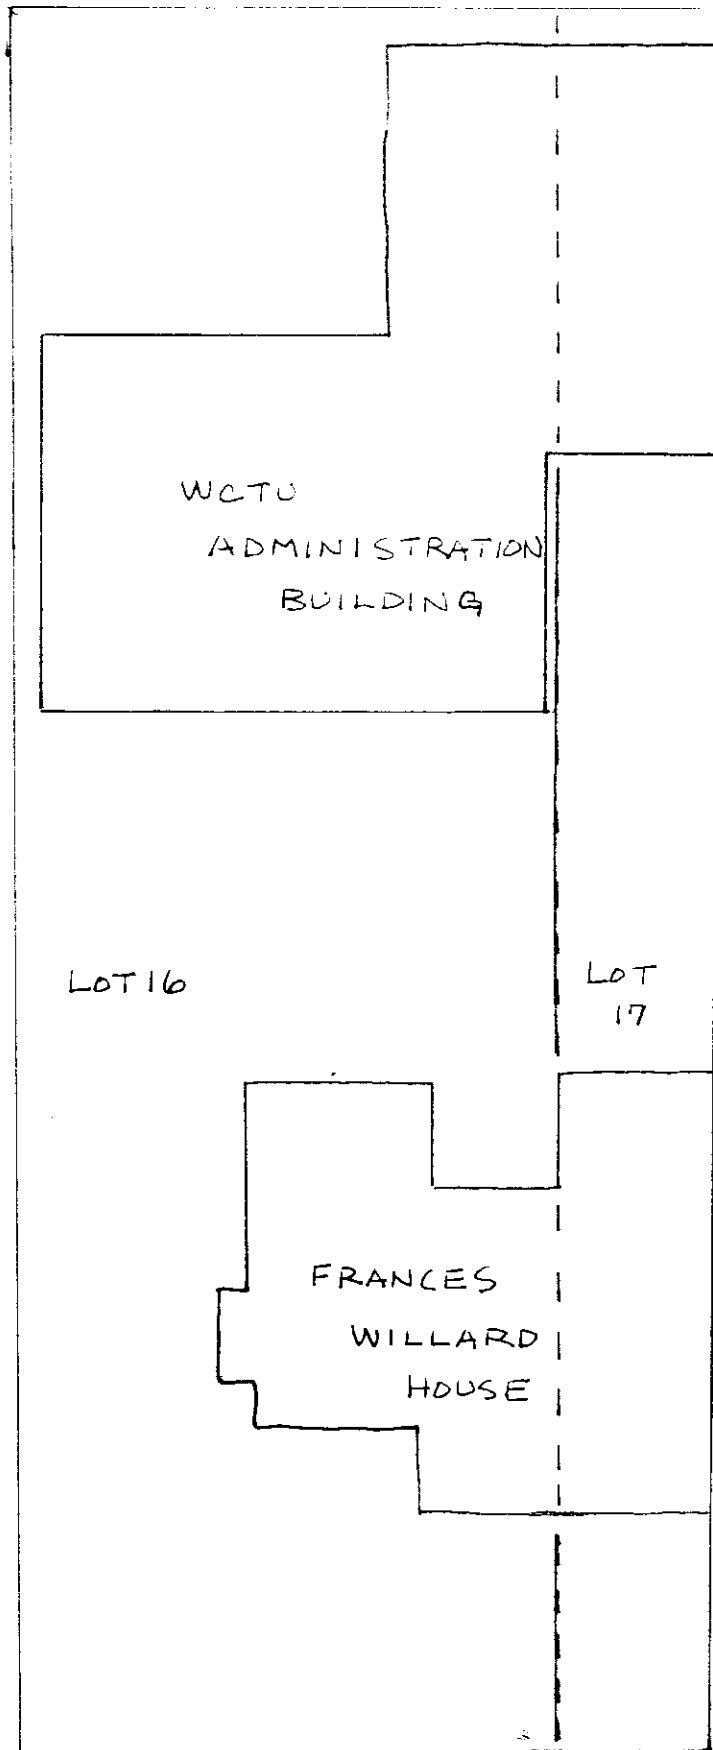 WCTU
ADMINISTRATION
BUILDING
LOT 16
LOT
17
FRANCES
WILLARD
HOUSE